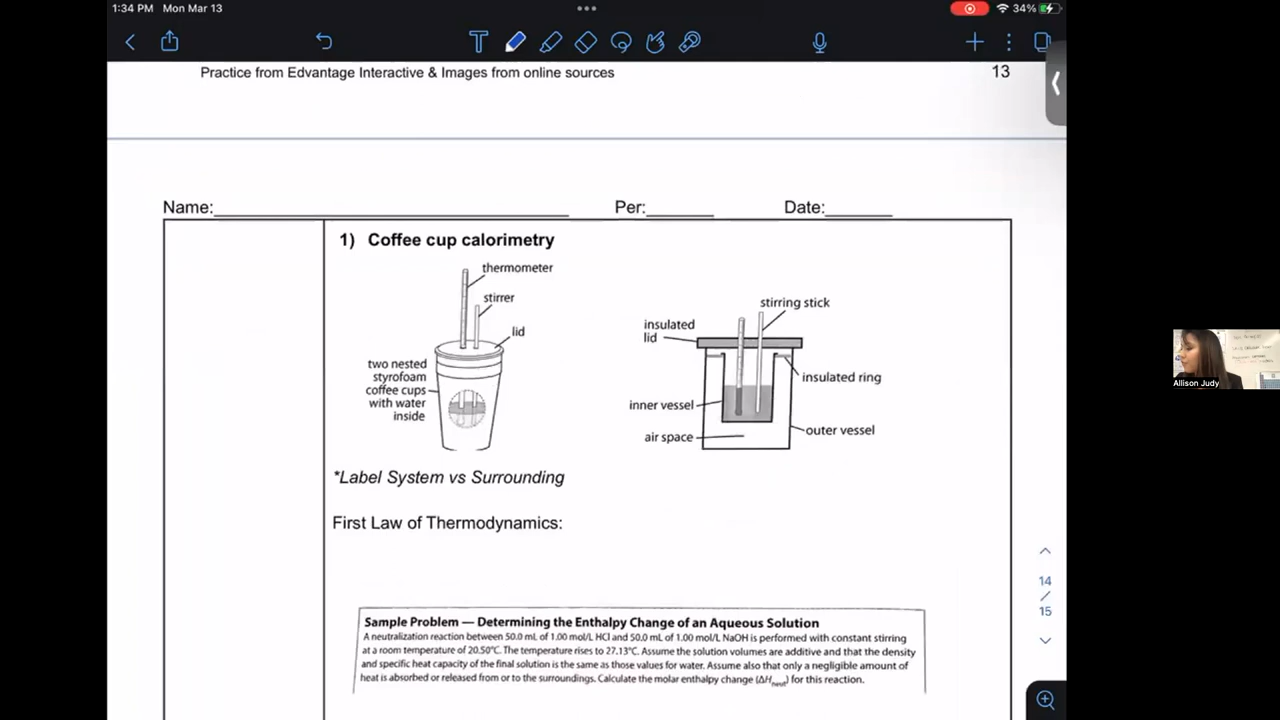 1:34 PM Mon Mar 13
34%
Practice from Edvantage Interactive & Images from online sources
13
Name:
Per:
Date:
1) Coffee cup calorimetry
thermometer
stirrer
lid
two nested
styrofoam
coffee cups
with water
inside
stirring stick
insulated
lid
insulated ring
inner vessel
outer vessel
air space
*Label System vs Surrounding
First Law of Thermodynamics:
14
/
15
Sample Problem — Determining the Enthalpy Change of an Aqueous Solution
A neutralization reaction between 50.0 mL of 1.00 mol/L HCl and 50.0 mL of 1.00 mol/L NaOH is performed with constant stirring
at a room temperature of 20.50°C. The temperature rises to 27.13°C. Assume the solution volumes are additive and that the density
and specific heat capacity of the final solution is the same as those values for water. Assume also that only a negligible amount of
heat is absorbed or released from or to the surroundings. Calculate the molar enthalpy change (ΔHneut) for this reaction.
Allison Judy